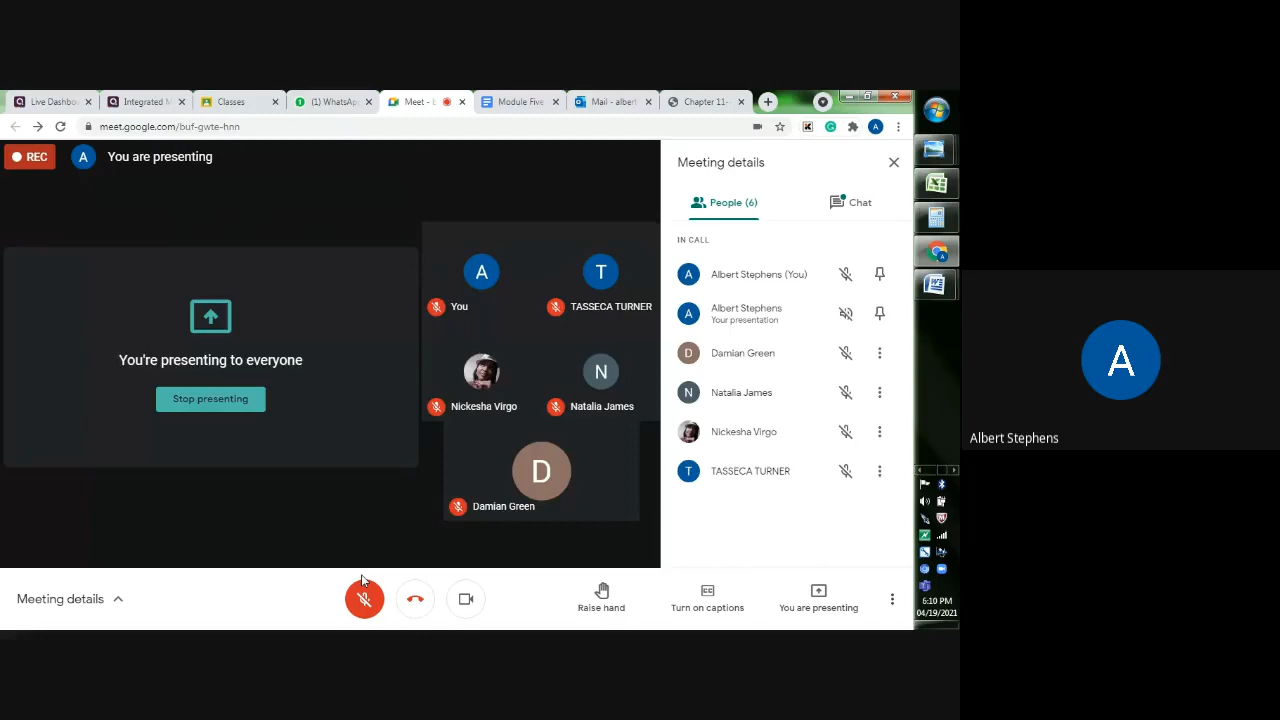 Live Dashbo
Integrated M
Classes
(1) WhatsAp
Meet - b
Module Five
Mail - albert
Chapter 11-
meet.google.com/buf-gwte-hnn
A
REC
A
You are presenting
Meeting details
People (6)
Chat
IN CALL
A
Albert Stephens (You)
A
Albert Stephens
Your presentation
D
Damian Green
N
Natalia James
Nickesha Virgo
T
TASSECA TURNER
You're presenting to everyone
Stop presenting
A
You
T
TASSECA TURNER
Nickesha Virgo
N
Natalia James
D
Damian Green
Meeting details
Raise hand
CC
Turn on captions
You are presenting
6:10 PM
04/19/2021
A
Albert Stephens